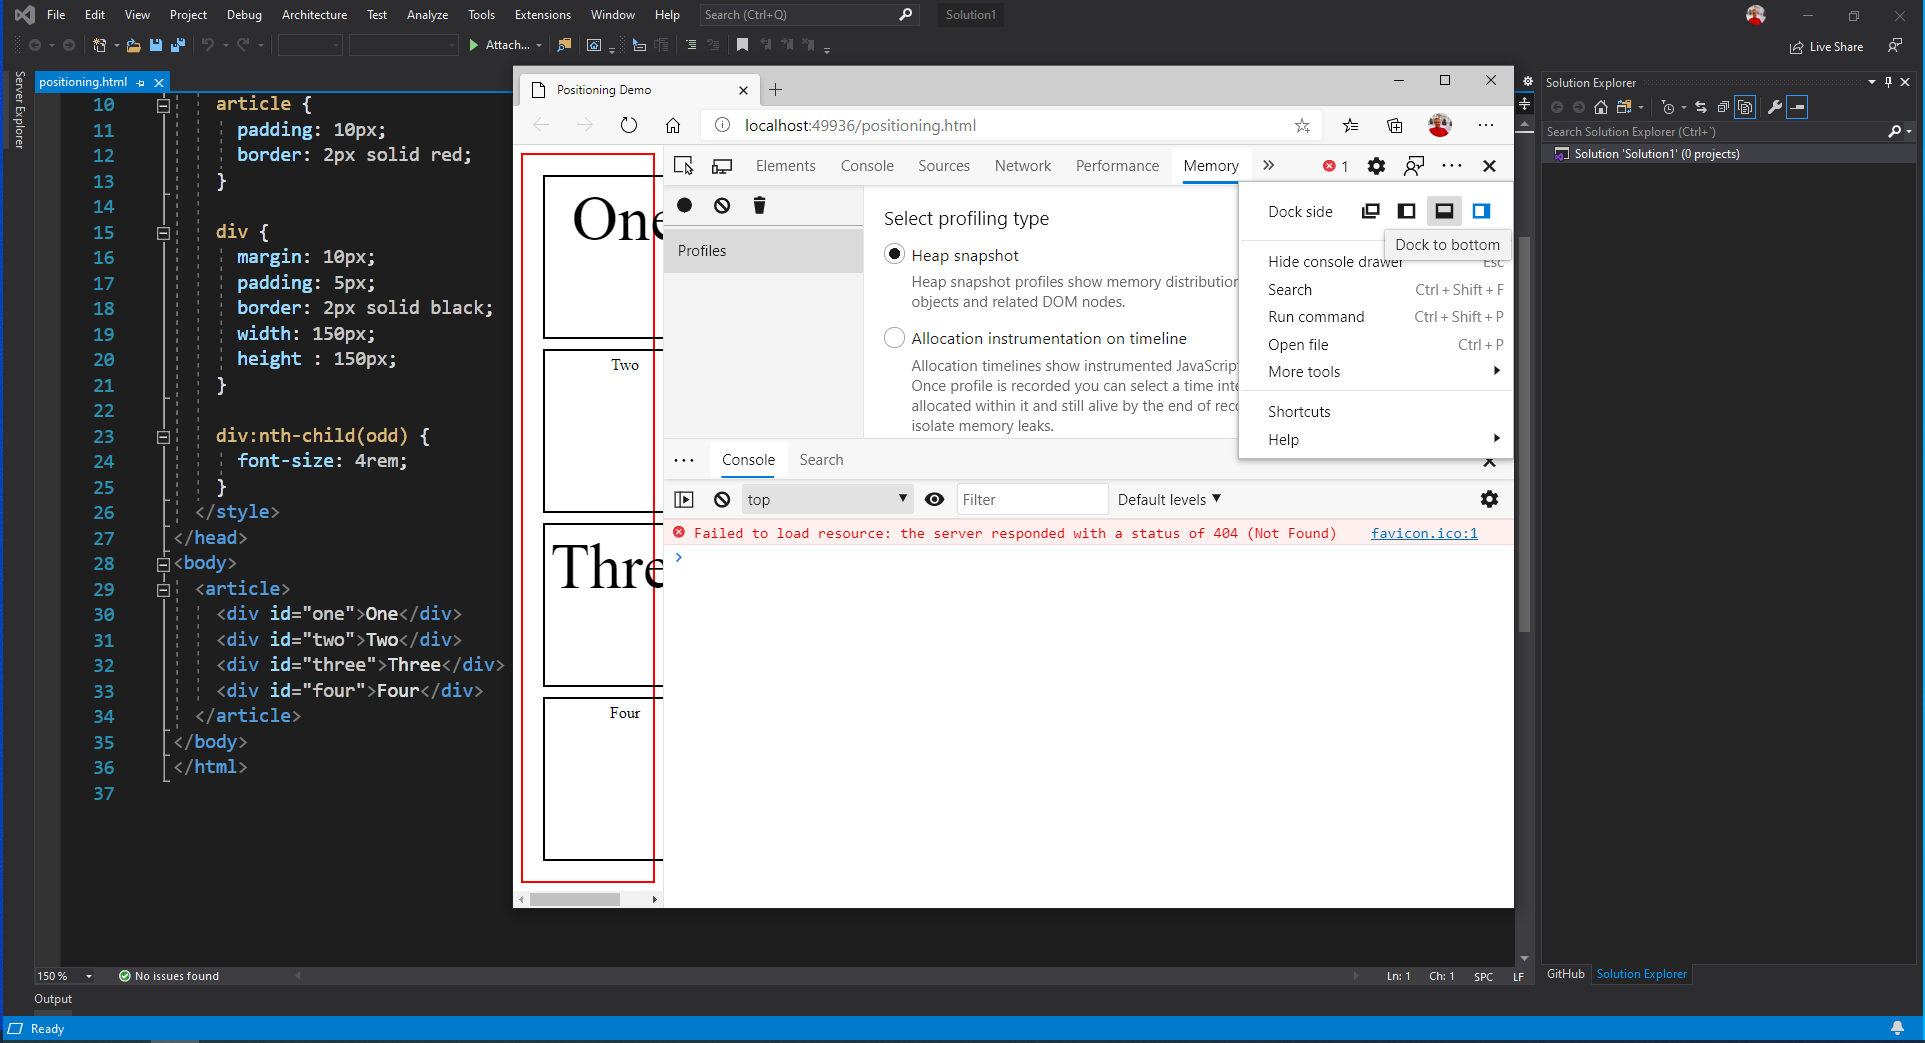 File Edit View Project Debug Architecture Test Analyze Tools Extensions Window Help Search (Ctrl+Q) Solution1
Attach... Live Share
Server Explorer
positioning.html
10 article {
11 padding: 10px;
12 border: 2px solid red;
13 }
14
15 div {
16 margin: 10px;
17 padding: 5px;
18 border: 2px solid black;
19 width: 150px;
20 height : 150px;
21 }
22
23 div:nth-child(odd) {
24 font-size: 4rem;
25 }
26 </style>
27 </head>
28 <body>
29 <article>
30 <div id="one">One</div>
31 <div id="two">Two</div>
32 <div id="three">Three</div>
33 <div id="four">Four</div>
34 </article>
35 </body>
36 </html>
37
150 % No issues found Ln: 1 Ch: 1 SPC LF
Output
Ready
Positioning Demo
localhost:49936/positioning.html
One
Two
Thre
Four
Elements Console Sources Network Performance Memory » 1
Profiles
Select profiling type
Heap snapshot
Heap snapshot profiles show memory distribution
objects and related DOM nodes.
Allocation instrumentation on timeline
Allocation timelines show instrumented JavaScrip
Once profile is recorded you can select a time inte
allocated within it and still alive by the end of reco
isolate memory leaks.
Dock side
Dock to bottom
Hide console drawer Esc
Search Ctrl + Shift + F
Run command Ctrl + Shift + P
Open file Ctrl + P
More tools
Shortcuts
Help
Console Search
top Filter Default levels
Failed to load resource: the server responded with a status of 404 (Not Found) favicon.ico:1
Solution Explorer
Search Solution Explorer (Ctrl+`)
Solution 'Solution1' (0 projects)
GitHub Solution Explorer